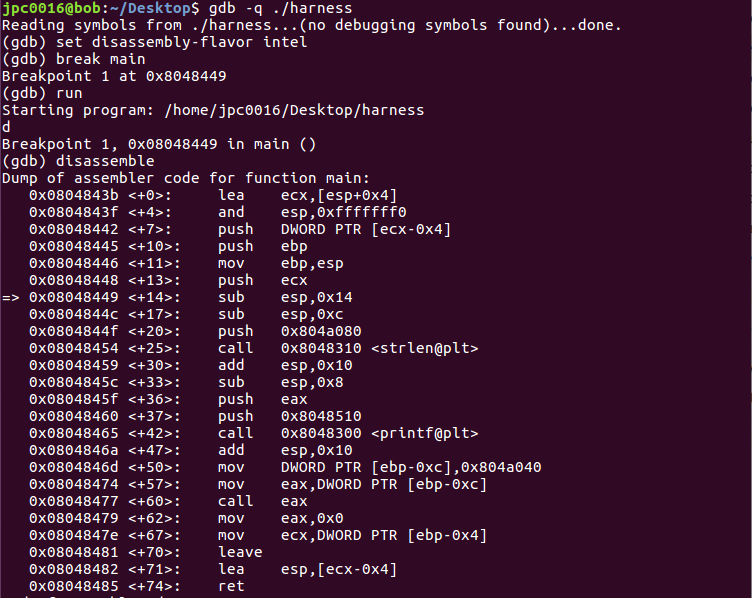 jpc0016@bob:~/Desktop$ gdb -q ./harness
Reading symbols from ./harness...(no debugging symbols found)...done.
(gdb) set disassembly-flavor intel
(gdb) break main
Breakpoint 1 at 0x8048449
(gdb) run
Starting program: /home/jpc0016/Desktop/harness
d
Breakpoint 1, 0x08048449 in main ()
(gdb) disassemble
Dump of assembler code for function main:
   0x0804843b <+0>:     lea    ecx,[esp+0x4]
   0x0804843f <+4>:     and    esp,0xfffffff0
   0x08048442 <+7>:     push   DWORD PTR [ecx-0x4]
   0x08048445 <+10>:    push   ebp
   0x08048446 <+11>:    mov    ebp,esp
   0x08048448 <+13>:    push   ecx
=> 0x08048449 <+14>:    sub    esp,0x14
   0x0804844c <+17>:    sub    esp,0xc
   0x0804844f <+20>:    push   0x804a080
   0x08048454 <+25>:    call   0x8048310 <strlen@plt>
   0x08048459 <+30>:    add    esp,0x10
   0x0804845c <+33>:    sub    esp,0x8
   0x0804845f <+36>:    push   eax
   0x08048460 <+37>:    push   0x8048510
   0x08048465 <+42>:    call   0x8048300 <printf@plt>
   0x0804846a <+47>:    add    esp,0x10
   0x0804846d <+50>:    mov    DWORD PTR [ebp-0xc],0x804a040
   0x08048474 <+57>:    mov    eax,DWORD PTR [ebp-0xc]
   0x08048477 <+60>:    call   eax
   0x08048479 <+62>:    mov    eax,0x0
   0x0804847e <+67>:    mov    ecx,DWORD PTR [ebp-0x4]
   0x08048481 <+70>:    leave
   0x08048482 <+71>:    lea    esp,[ecx-0x4]
   0x08048485 <+74>:    ret